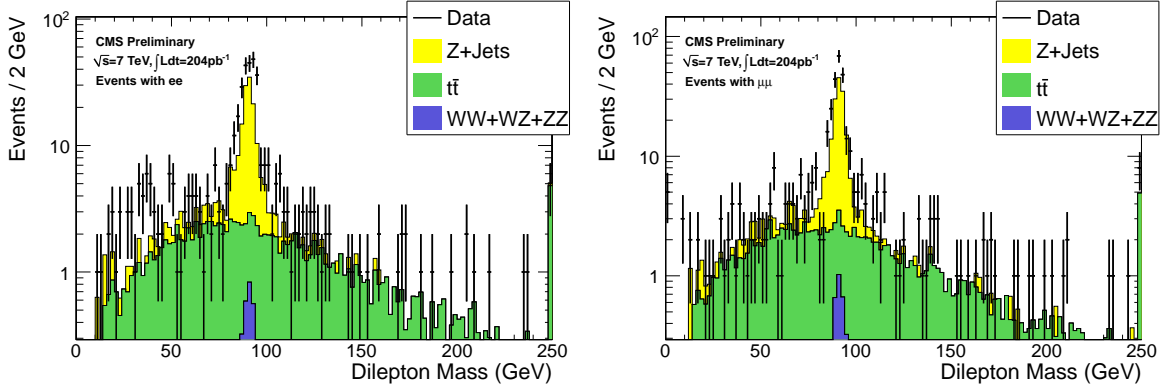 Events / 2 GeV
10²
10
1
CMS Preliminary
√s=7 TeV, ∫Ldt=204pb⁻¹
Events with ee
Data
Z+Jets
tt̄
WW+WZ+ZZ
0 50 100 150 200 250
Dilepton Mass (GeV)
Events / 2 GeV
10²
10
1
CMS Preliminary
√s=7 TeV, ∫Ldt=204pb⁻¹
Events with μμ
Data
Z+Jets
tt̄
WW+WZ+ZZ
0 50 100 150 200 250
Dilepton Mass (GeV)